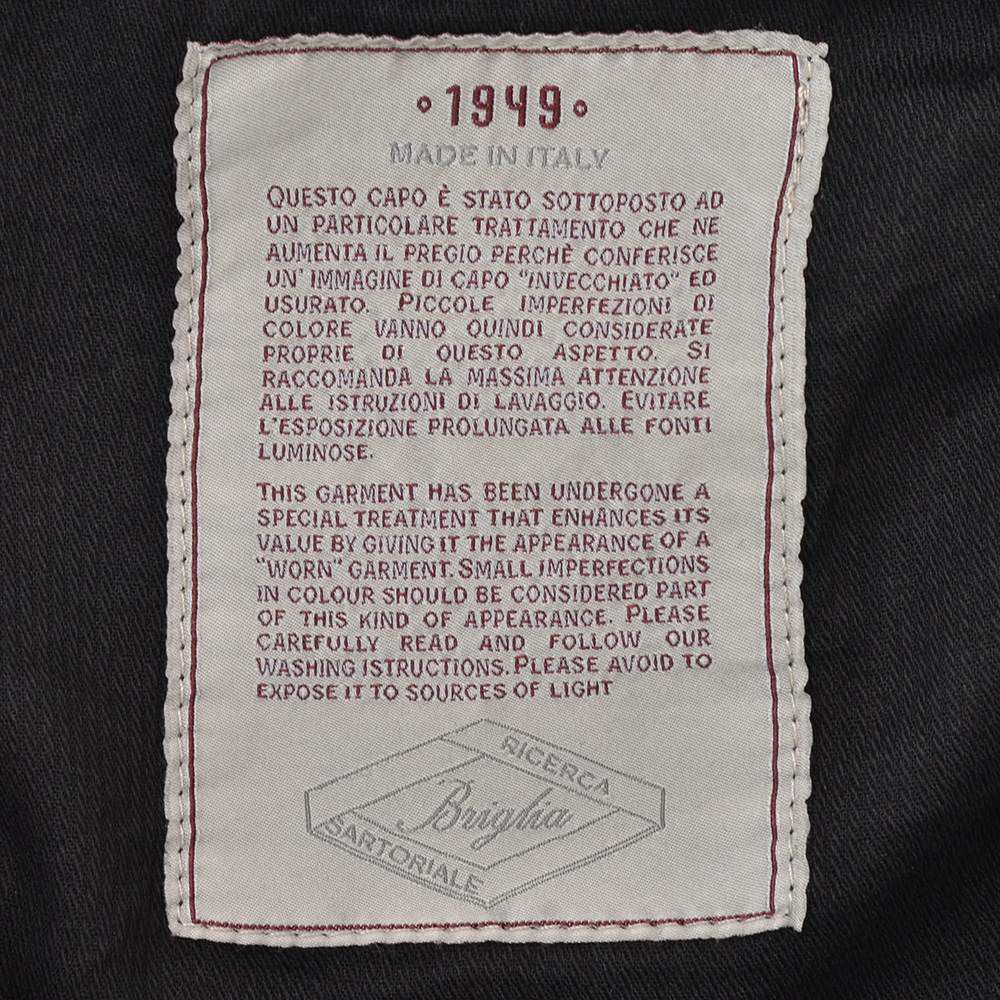 °1949°
MADE IN ITALY
QUESTO CAPO È STATO SOTTOPOSTO AD
UN PARTICOLARE TRATTAMENTO CHE NE
AUMENTA IL PREGIO PERCHÈ CONFERISCE
UN' IMMAGINE DI CAPO "INVECCHIATO" ED
USURATO. PICCOLE IMPERFEZIONI DI
COLORE VANNO QUINDI CONSIDERATE
PROPRIE DI QUESTO ASPETTO. SI
RACCOMANDA LA MASSIMA ATTENZIONE
ALLE ISTRUZIONI DI LAVAGGIO. EVITARE
L'ESPOSIZIONE PROLUNGATA ALLE FONTI
LUMINOSE.
THIS GARMENT HAS BEEN UNDERGONE A
SPECIAL TREATMENT THAT ENHANCES ITS
VALUE BY GIVING IT THE APPEARANCE OF A
"WORN" GARMENT. SMALL IMPERFECTIONS
IN COLOUR SHOULD BE CONSIDERED PART
OF THIS KIND OF APPEARANCE. PLEASE
CAREFULLY READ AND FOLLOW OUR
WASHING ISTRUCTIONS. PLEASE AVOID TO
EXPOSE IT TO SOURCES OF LIGHT
RICERCA
Briglia
SARTORIALE